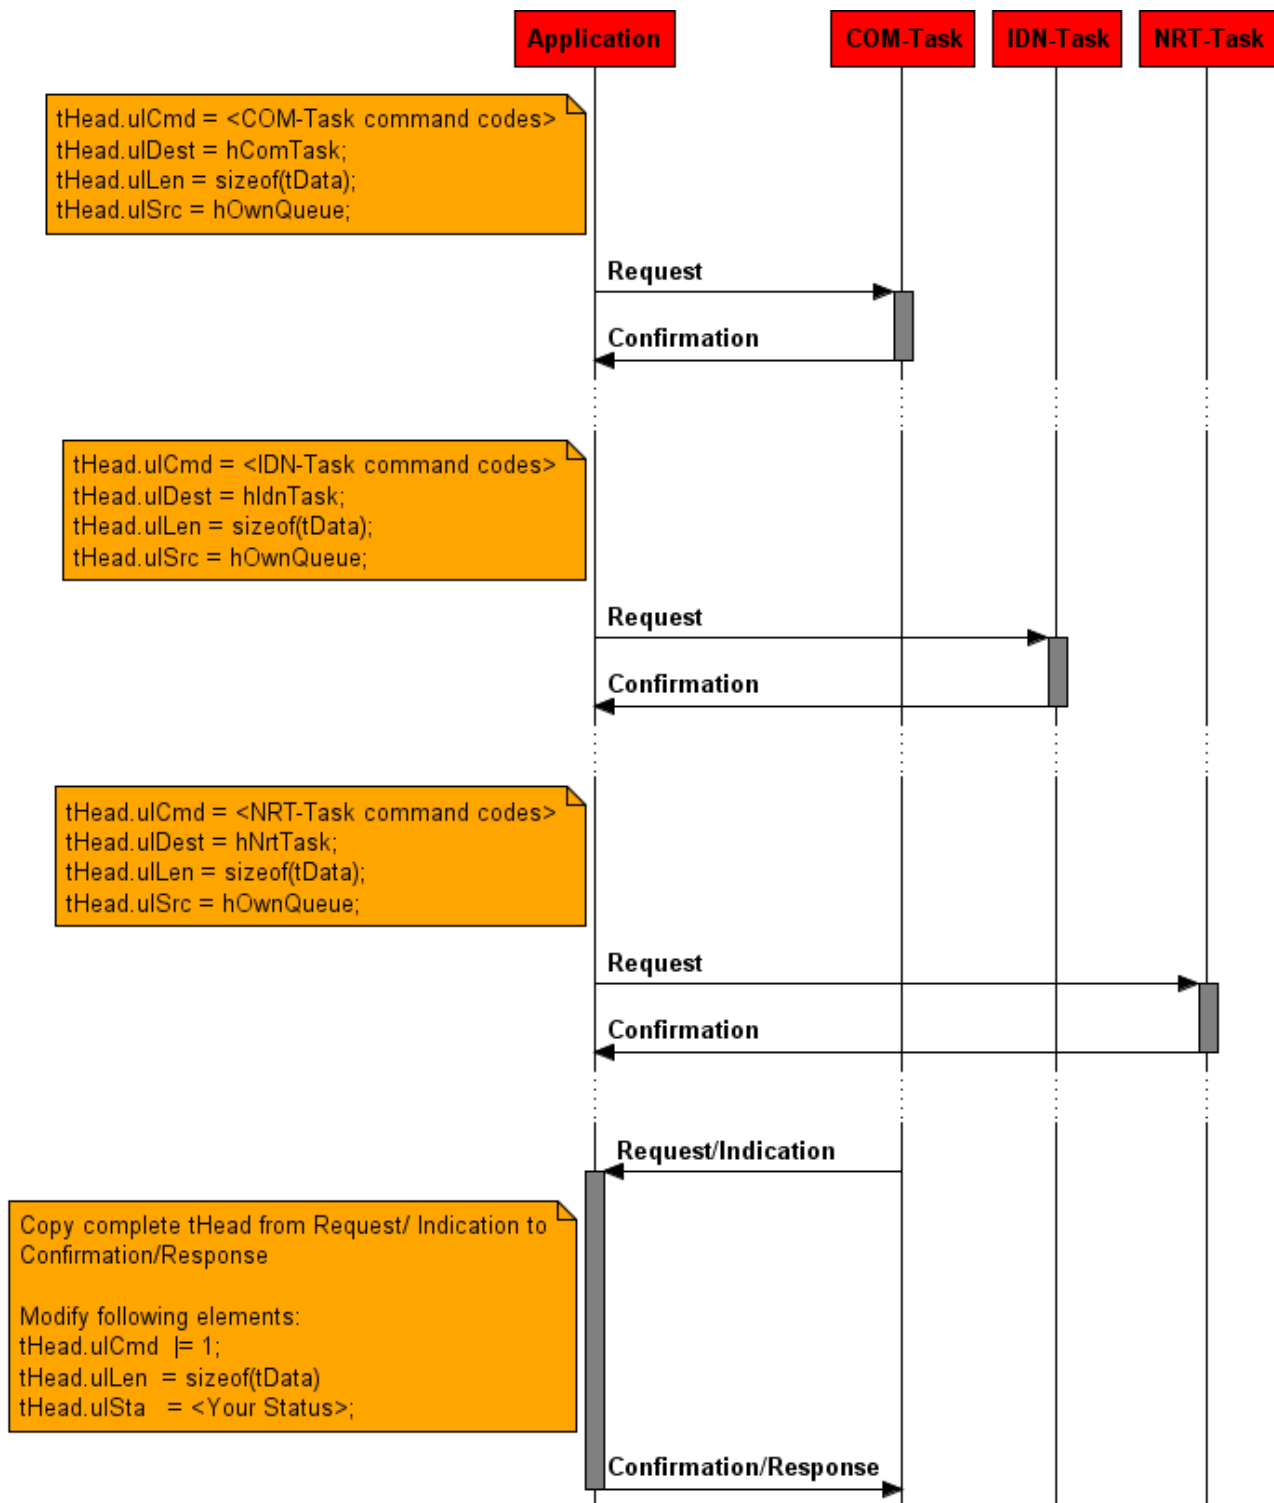 Application COM-Task IDN-Task NRT-Task
tHead.ulCmd = <COM-Task command codes>
tHead.ulDest = hComTask;
tHead.ulLen = sizeof(tData);
tHead.ulSrc = hOwnQueue;
Request
Confirmation
tHead.ulCmd = <IDN-Task command codes>
tHead.ulDest = hIdnTask;
tHead.ulLen = sizeof(tData);
tHead.ulSrc = hOwnQueue;
Request
Confirmation
tHead.ulCmd = <NRT-Task command codes>
tHead.ulDest = hNrtTask;
tHead.ulLen = sizeof(tData);
tHead.ulSrc = hOwnQueue;
Request
Confirmation
Request/Indication
Copy complete tHead from Request/ Indication to
Confirmation/Response
Modify following elements:
tHead.ulCmd |= 1;
tHead.ulLen = sizeof(tData)
tHead.ulSta = <Your Status>;
Confirmation/Response